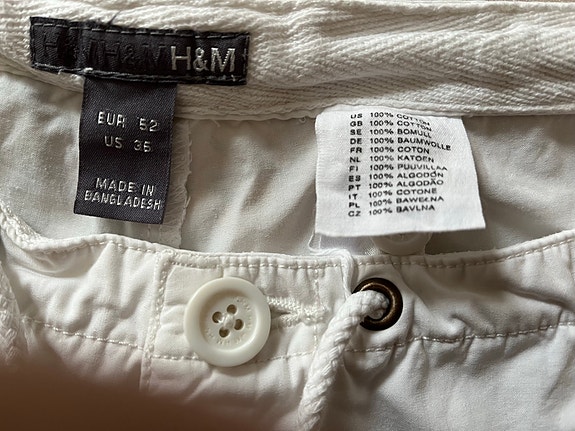 H&M H&M H&M
EUR 52
US 36
MADE IN
BANGLADESH
US 100% COTTON
GB 100% COTTON
SE 100% BOMULL
DE 100% BAUMWOLLE
FR 100% COTON
NL 100% KATOEN
FI 100% PUUVILLAA
ES 100% ALGODÓN
PT 100% ALGODÃO
IT 100% COTONE
PL 100% BAWEŁNA
CZ 100% BAVLNA